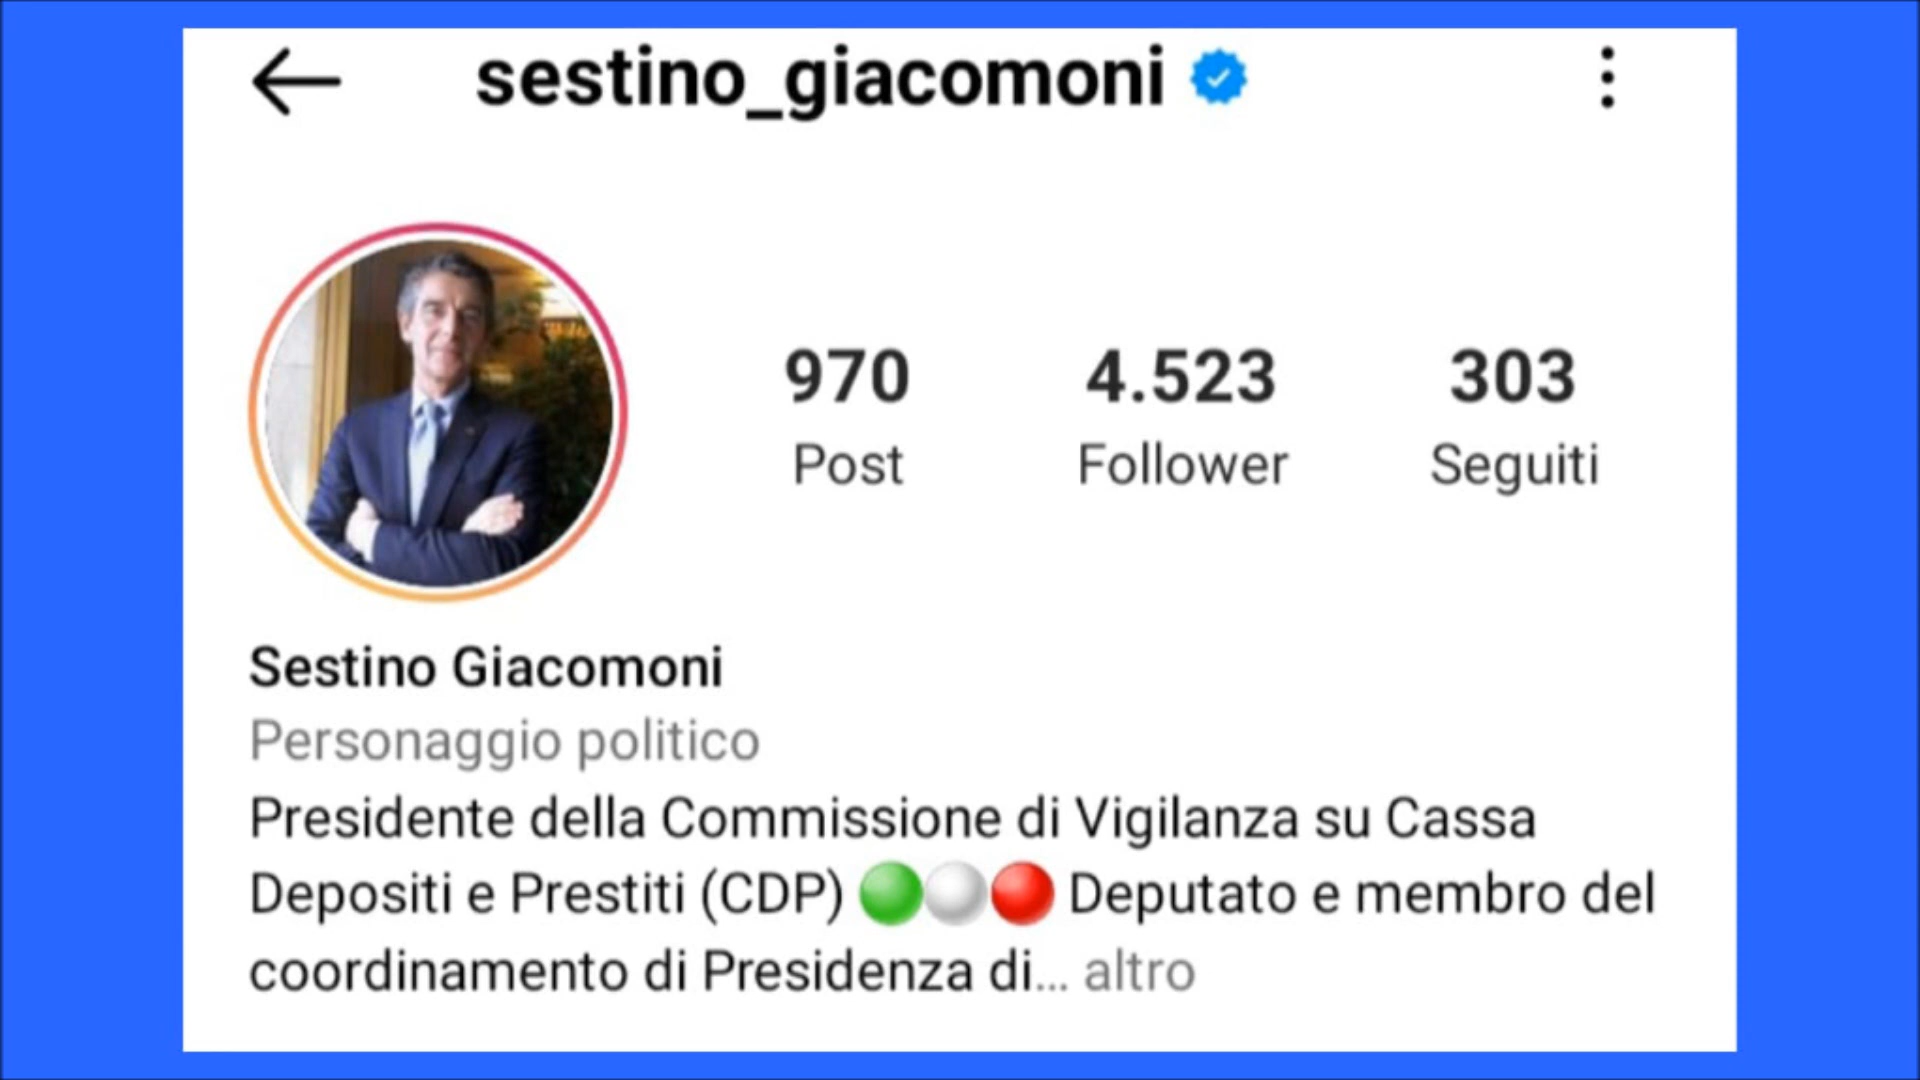 sestino_giacomoni
970
4.523
303
Post
Follower
Seguiti
Sestino Giacomoni
Personaggio politico
Presidente della Commissione di Vigilanza su Cassa
Depositi e Prestiti (CDP) 🟢⚪🔴 Deputato e membro del
coordinamento di Presidenza di... altro